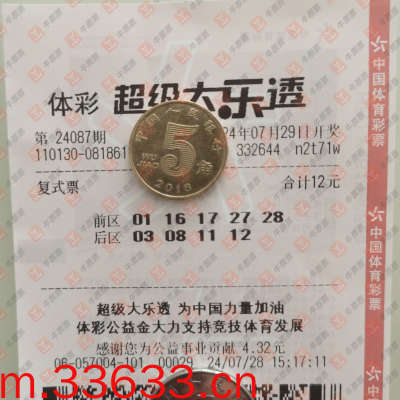 体彩 超级大乐透
第 24087期
24年07月29日开奖
110130-081861
332644 n2t71w
中国人民银行
5角
WU JIAO
2016
复式票
合计12元
前区 01 16 17 27 28
后区 03 08 11 12
超级大乐透 为中国力量加油
体彩公益金大力支持竞技体育发展
感谢您为公益事业贡献 4.32元
06-057004-101 00029 24/07/28 15:17:11
m.33633.cn
中国体育彩票
中国体育彩票